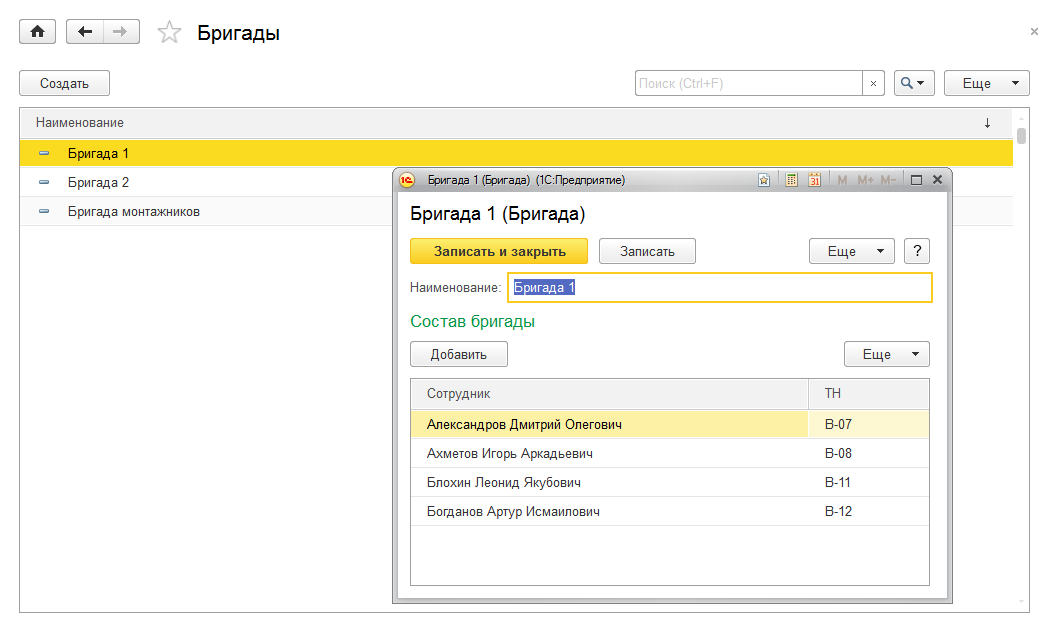 Бригады
Создать
Поиск (Ctrl+F)
×
Еще
Наименование ↓
Бригада 1
Бригада 2
Бригада монтажников
1С Бригада 1 (Бригада) (1С:Предприятие) 31 M M+ M-
Бригада 1 (Бригада)
Записать и закрыть Записать Еще ?
Наименование: Бригада 1
Состав бригады
Добавить Еще
Сотрудник ТН
Александров Дмитрий Олегович В-07
Ахметов Игорь Аркадьевич В-08
Блохин Леонид Якубович В-11
Богданов Артур Исмаилович В-12